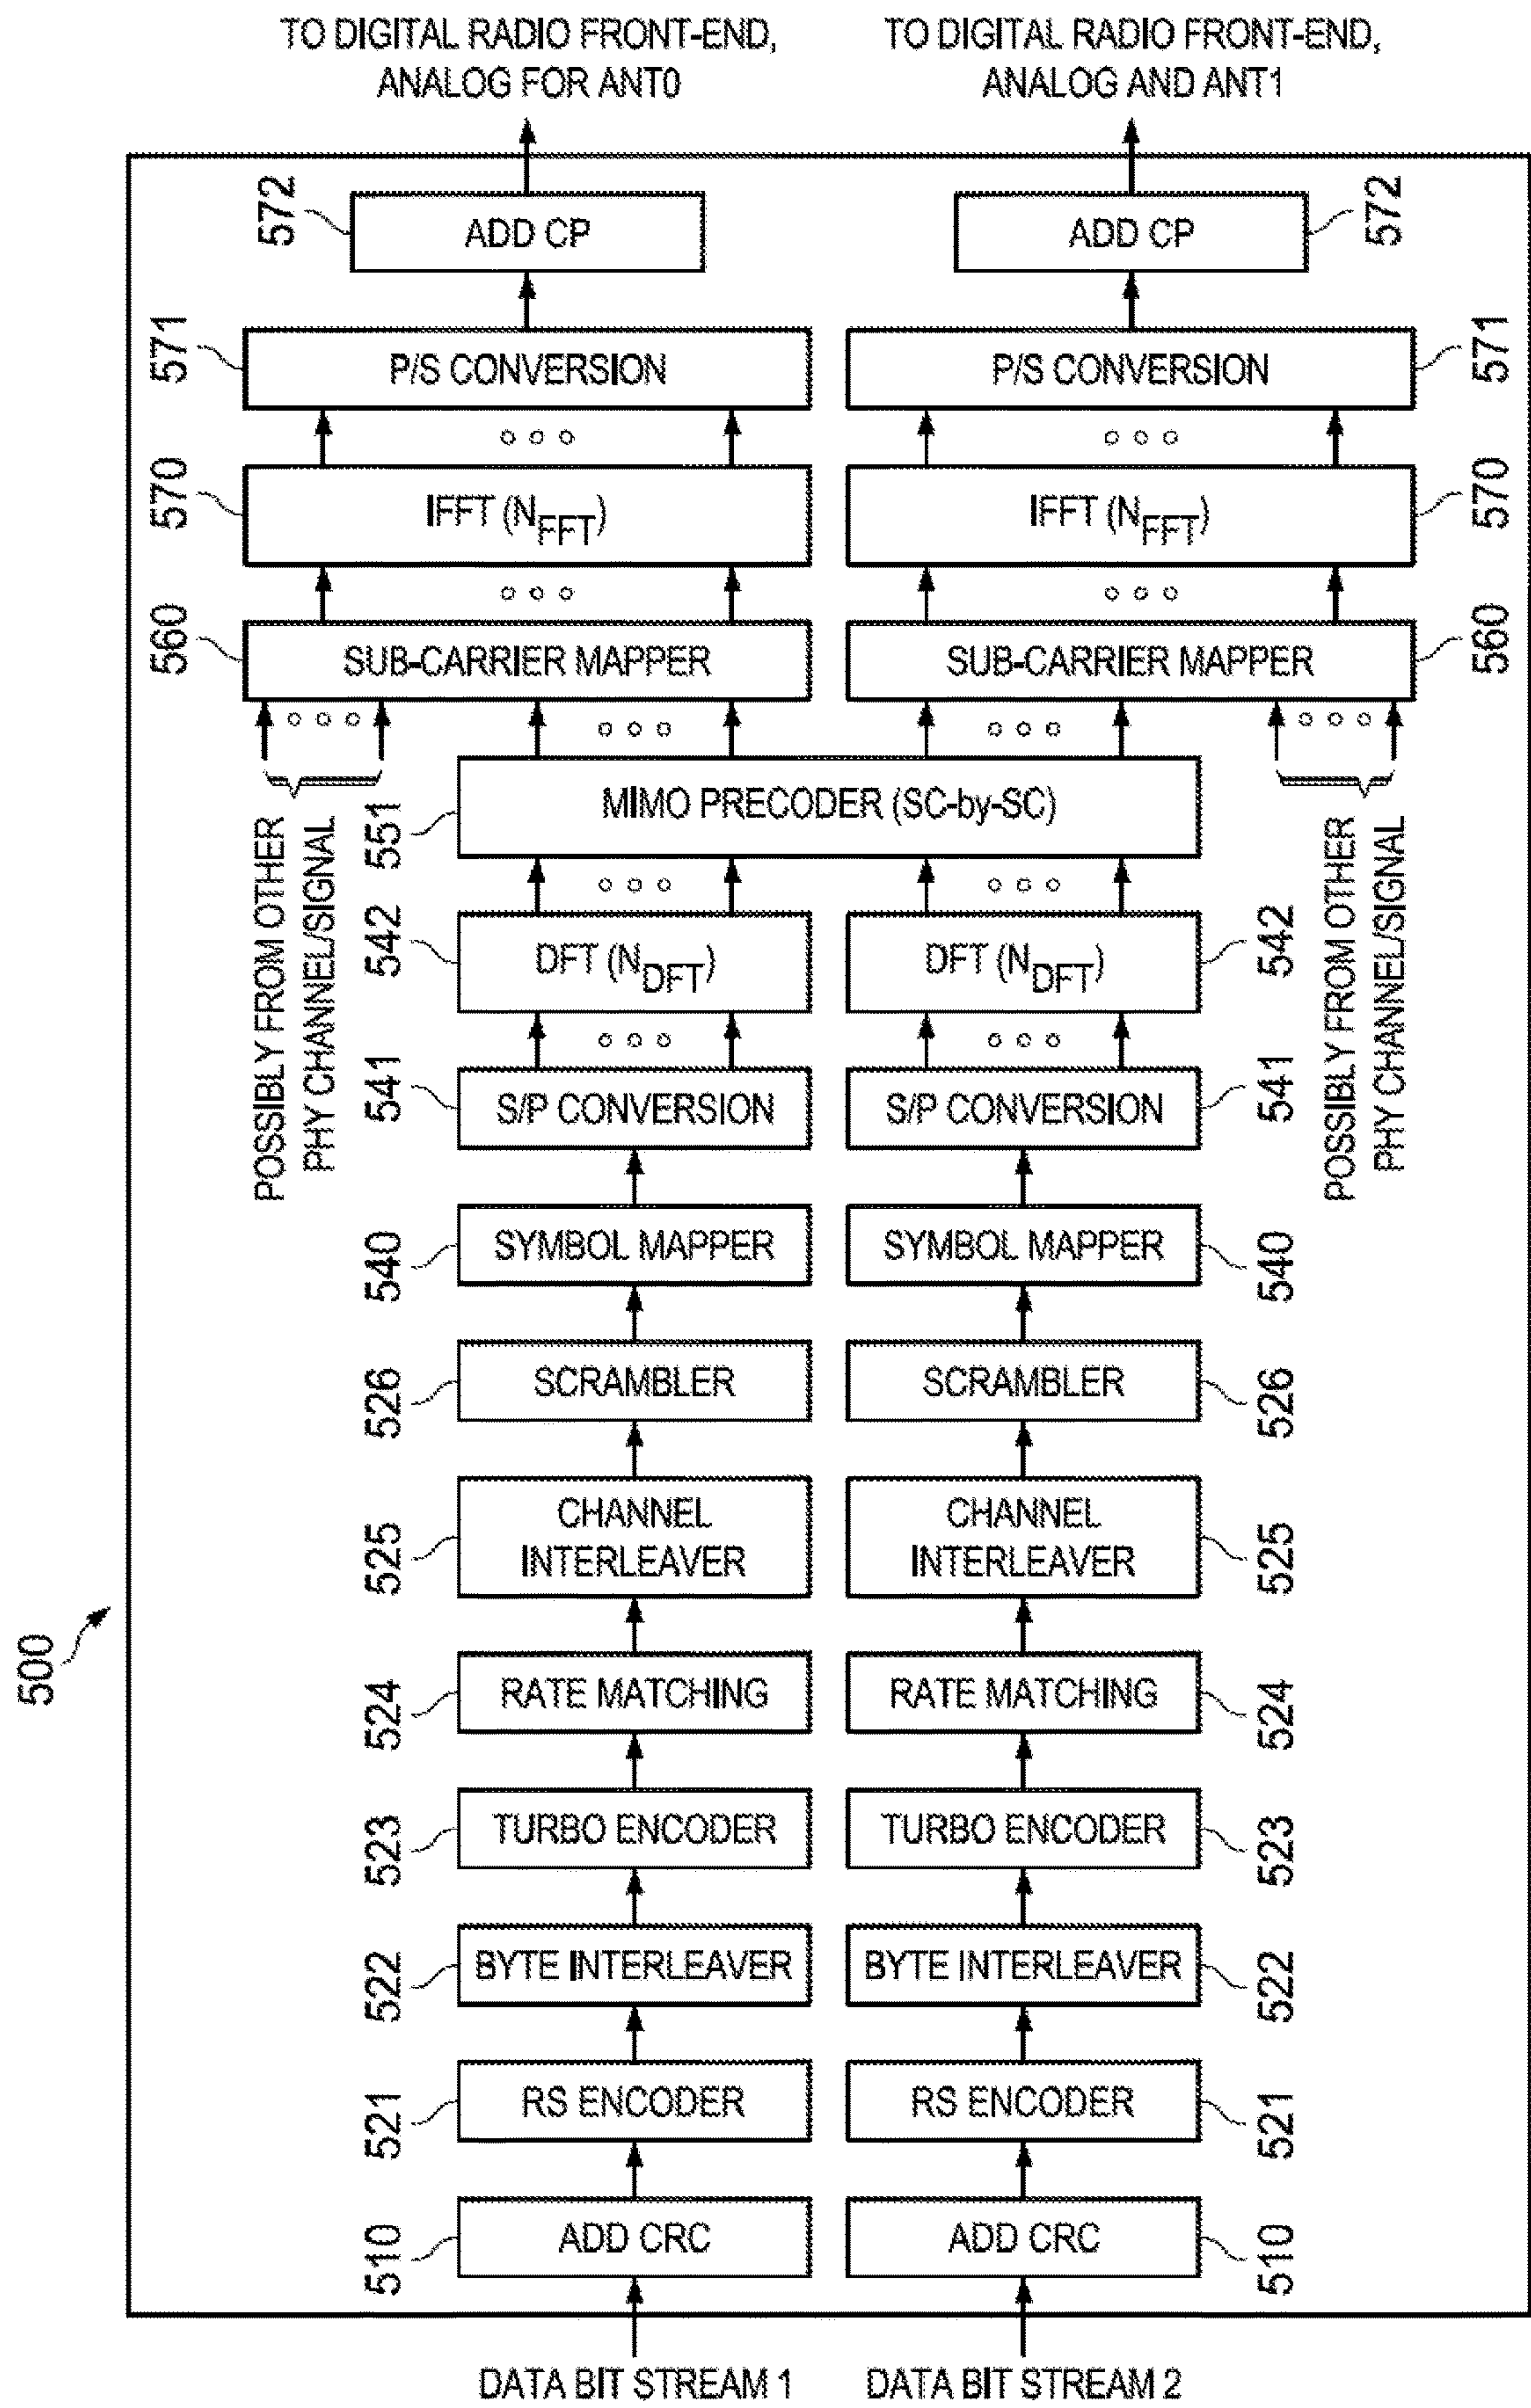 TO DIGITAL RADIO FRONT-END,
ANALOG FOR ANT0
TO DIGITAL RADIO FRONT-END,
ANALOG AND ANT1
572
ADD CP
ADD CP
572
571
P/S CONVERSION
P/S CONVERSION
571
570
IFFT (NFFT)
IFFT (NFFT)
570
560
SUB-CARRIER MAPPER
SUB-CARRIER MAPPER
560
POSSIBLY FROM OTHER
PHY CHANNEL/SIGNAL
551
MIMO PRECODER (SC-by-SC)
POSSIBLY FROM OTHER
PHY CHANNEL/SIGNAL
542
DFT (NDFT)
DFT (NDFT)
542
541
S/P CONVERSION
S/P CONVERSION
541
540
SYMBOL MAPPER
SYMBOL MAPPER
540
526
SCRAMBLER
SCRAMBLER
526
525
CHANNEL
INTERLEAVER
CHANNEL
INTERLEAVER
525
500
524
RATE MATCHING
RATE MATCHING
524
523
TURBO ENCODER
TURBO ENCODER
523
522
BYTE INTERLEAVER
BYTE INTERLEAVER
522
521
RS ENCODER
RS ENCODER
521
510
ADD CRC
ADD CRC
510
DATA BIT STREAM 1
DATA BIT STREAM 2